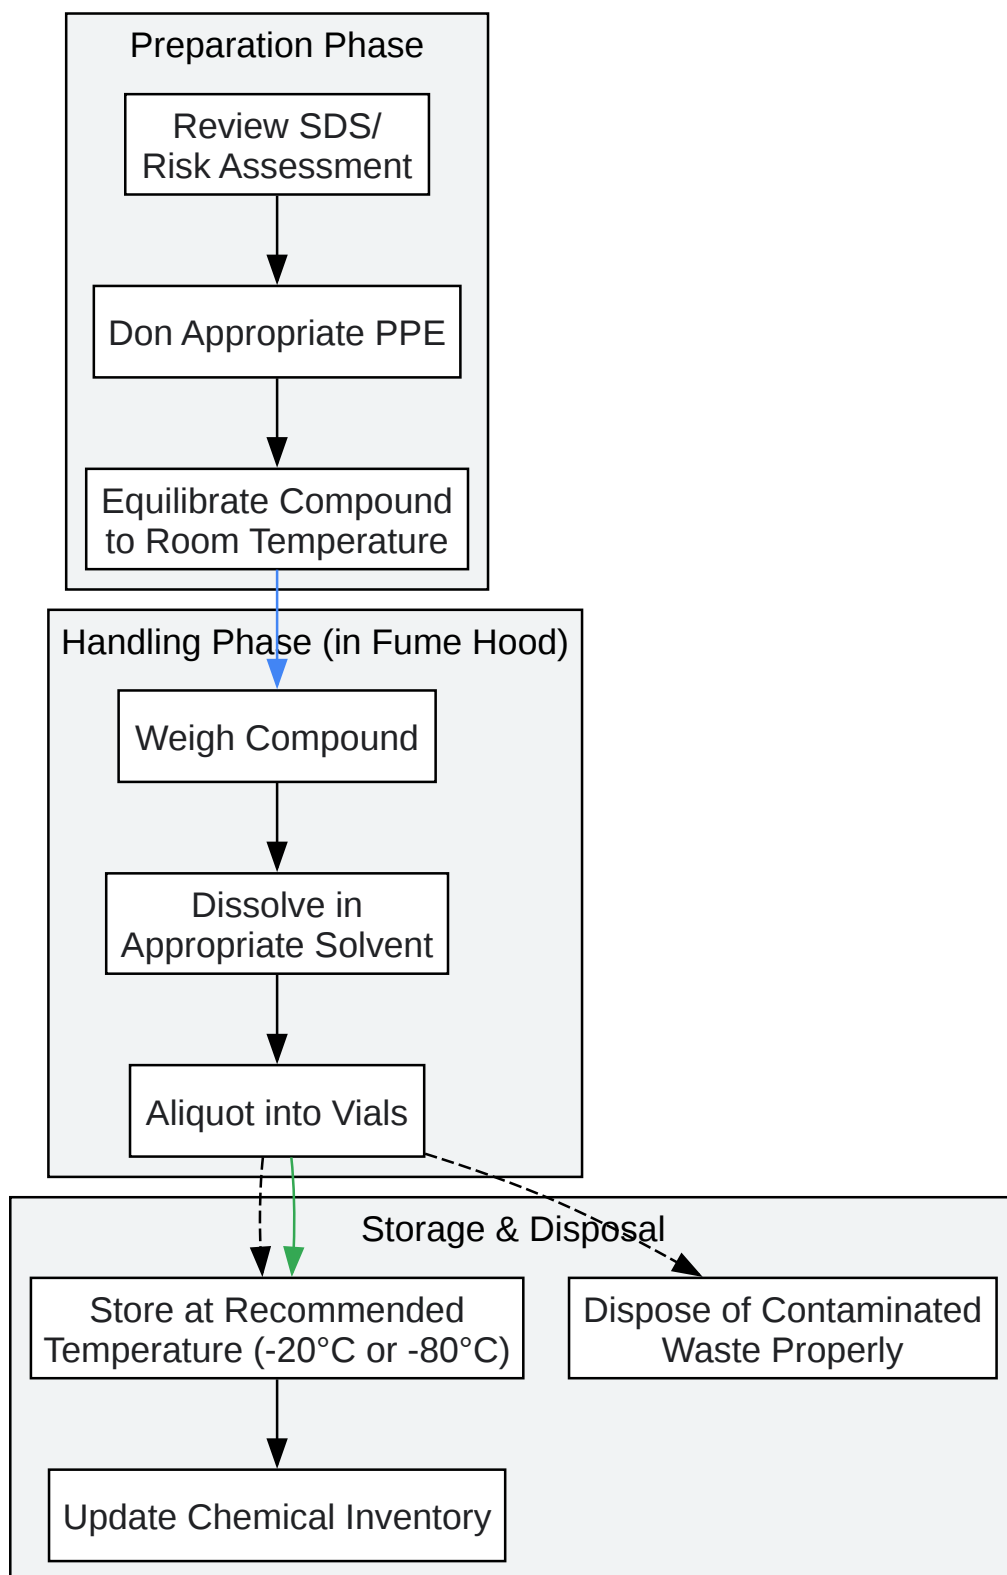 Preparation Phase
Review SDS/
Risk Assessment
Don Appropriate PPE
Equilibrate Compound
to Room Temperature
Handling Phase (in Fume Hood)
Weigh Compound
Dissolve in
Appropriate Solvent
Aliquot into Vials
Storage & Disposal
Store at Recommended
Temperature (-20°C or -80°C)
Dispose of Contaminated
Waste Properly
Update Chemical Inventory